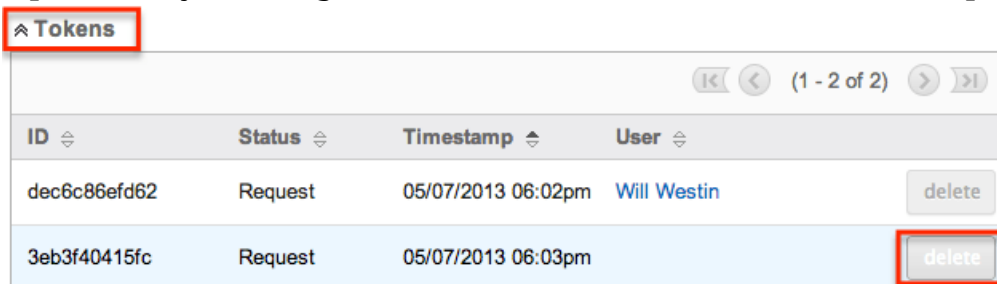 Tokens
(1 - 2 of 2)
ID Status Timestamp User
dec6c86efd62 Request 05/07/2013 06:02pm Will Westin delete
3eb3f40415fc Request 05/07/2013 06:03pm delete